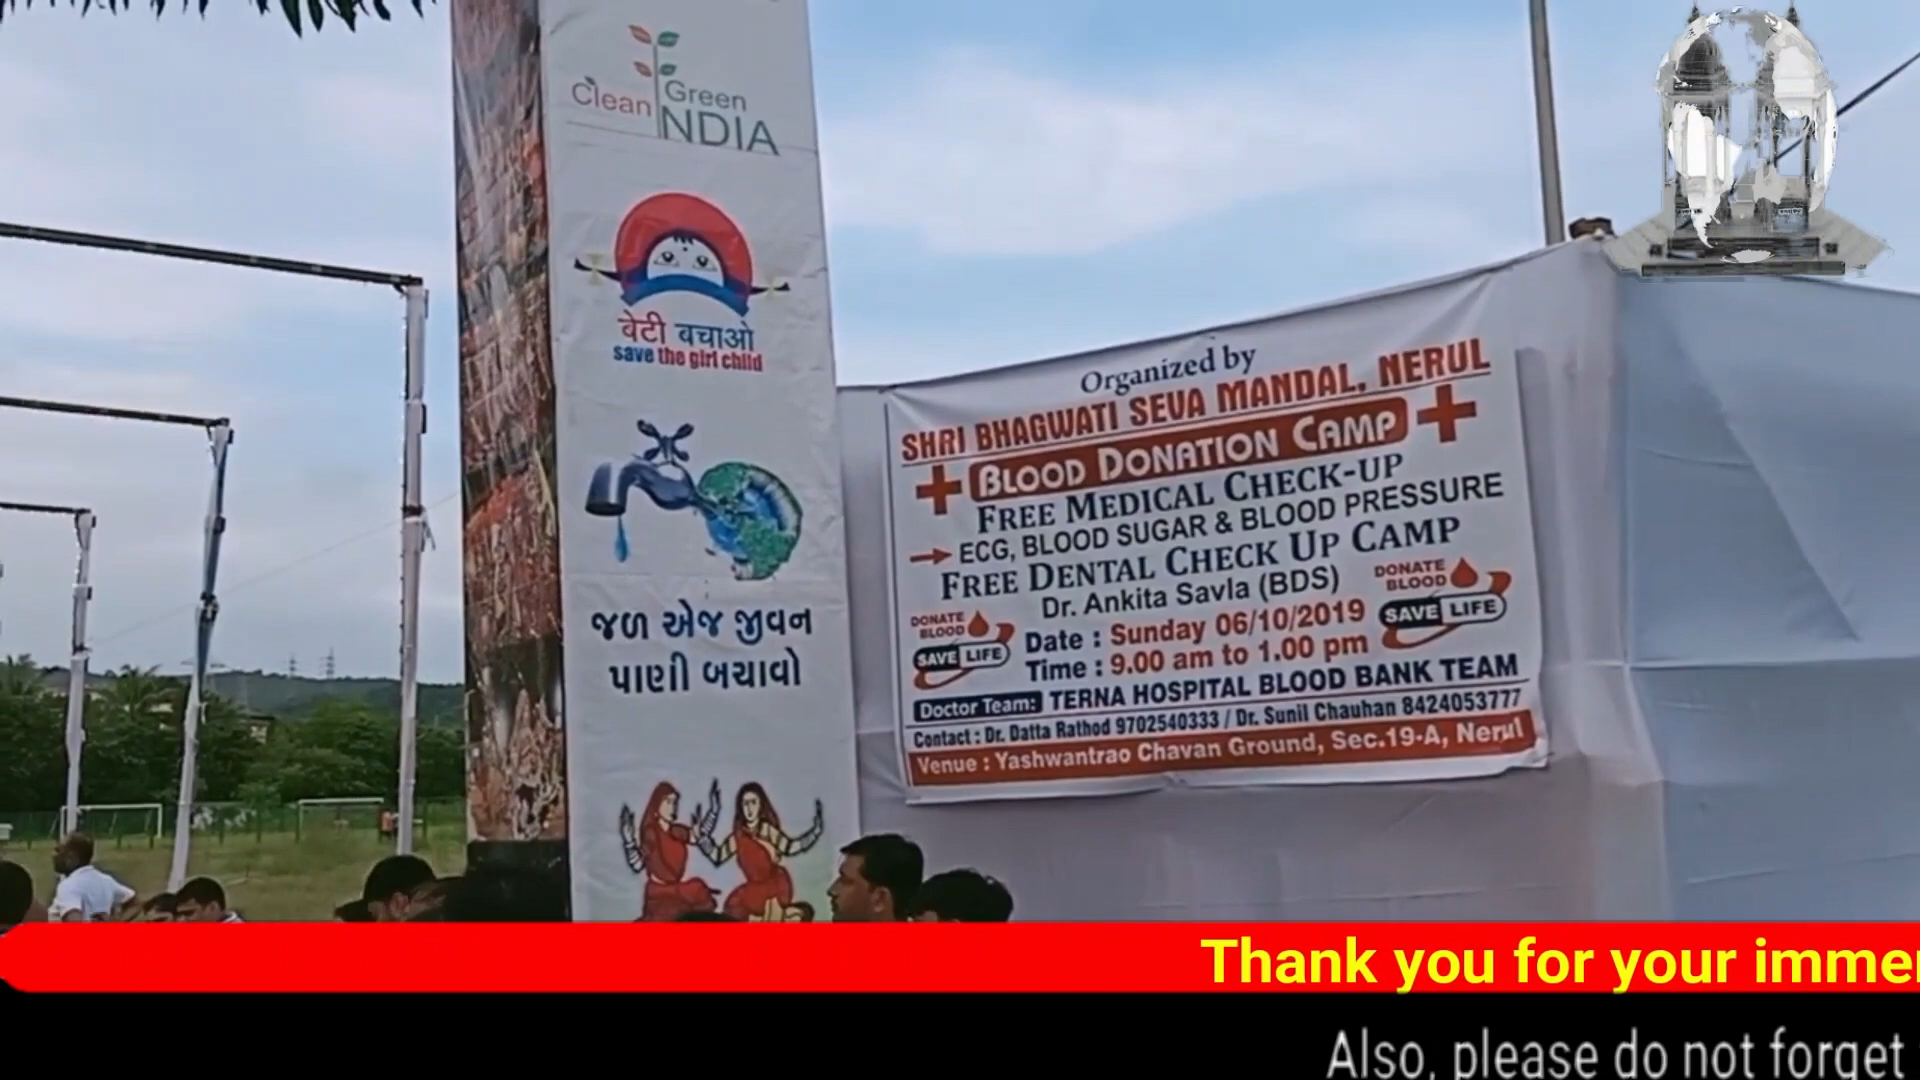 Clean Green
INDIA
बेटी बचाओ
save the girl child
જળ એજ જીવન
પાણી બચાવો
Organized by
SHRI BHAGWATI SEVA MANDAL, NERUL
BLOOD DONATION CAMP
FREE MEDICAL CHECK-UP
ECG, BLOOD SUGAR & BLOOD PRESSURE
FREE DENTAL CHECK UP CAMP
Dr. Ankita Savla (BDS)
DONATE
BLOOD
SAVE LIFE
DONATE
BLOOD
SAVE LIFE
Date : Sunday 06/10/2019
Time : 9.00 am to 1.00 pm
Doctor Team: TERNA HOSPITAL BLOOD BANK TEAM
Contact : Dr. Datta Rathod 9702540333 / Dr. Sunil Chauhan 8424053777
Venue : Yashwantrao Chavan Ground, Sec.19-A, Nerul
Thank you for your imme
Also, please do not forget